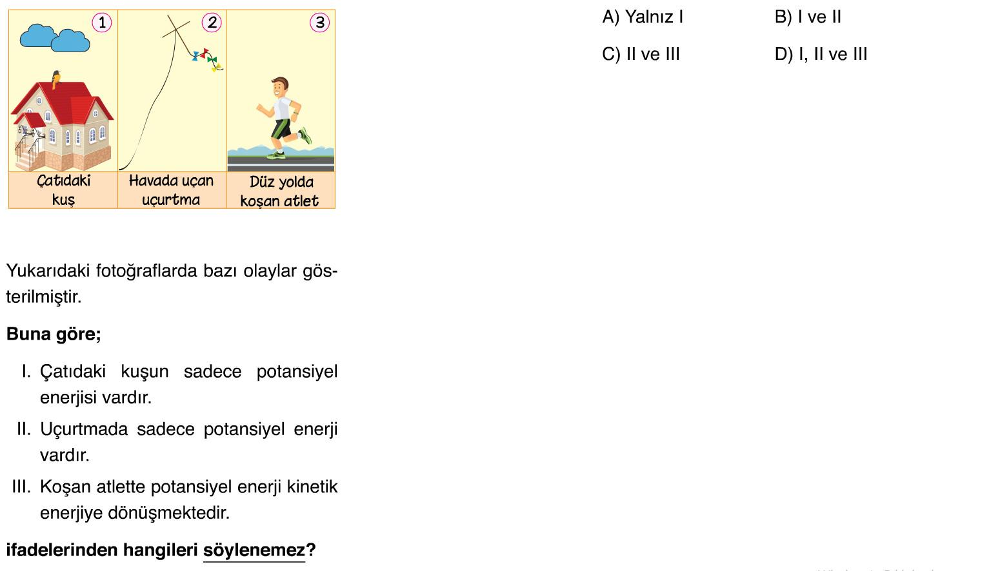 1
2
3
Çatıdaki
kuş
Havada uçan
uçurtma
Düz yolda
koşan atlet
Yukarıdaki fotoğraflarda bazı olaylar gös-
terilmiştir.
Buna göre;
I. Çatıdaki kuşun sadece potansiyel
enerjisi vardır.
II. Uçurtmada sadece potansiyel enerji
vardır.
III. Koşan atlette potansiyel enerji kinetik
enerjiye dönüşmektedir.
ifadelerinden hangileri söylenemez?
A) Yalnız I
B) I ve II
C) II ve III
D) I, II ve III